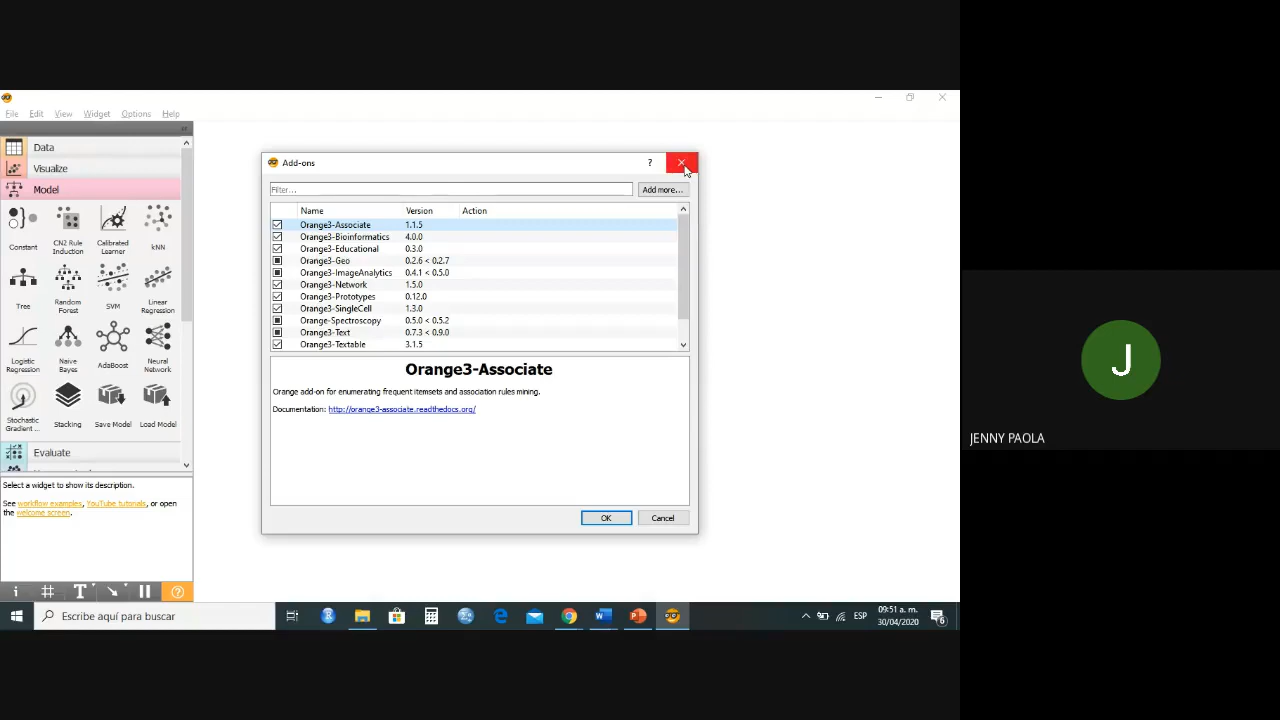 File Edit View Widget Options Help
Data
Visualize
Model
Constant
CN2 Rule Induction
Calibrated Learner
kNN
Tree
Random Forest
SVM
Linear Regression
Logistic Regression
Naive Bayes
AdaBoost
Neural Network
Stochastic Gradient ...
Stacking
Save Model
Load Model
Evaluate
Select a widget to show its description.
See workflow examples, YouTube tutorials, or open
the welcome screen.
Add-ons
?
Filter...
Add more...
Name Version Action
Orange3-Associate 1.1.5
Orange3-Bioinformatics 4.0.0
Orange3-Educational 0.3.0
Orange3-Geo 0.2.6 < 0.2.7
Orange3-ImageAnalytics 0.4.1 < 0.5.0
Orange3-Network 1.5.0
Orange3-Prototypes 0.12.0
Orange3-SingleCell 1.3.0
Orange-Spectroscopy 0.5.0 < 0.5.2
Orange3-Text 0.7.3 < 0.9.0
Orange3-Textable 3.1.5
Orange3-Associate
Orange add-on for enumerating frequent itemsets and association rules mining.
Documentation: http://orange3-associate.readthedocs.org/
OK Cancel
J
JENNY PAOLA
Escribe aquí para buscar
ESP
09:51 a. m.
30/04/2020
6